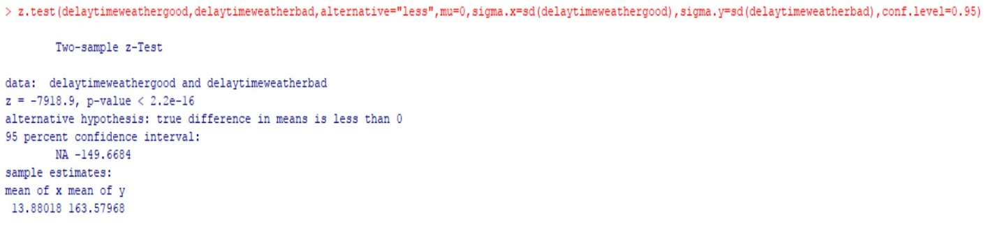 > z.test(delaytimeweathergood,delaytimeweatherbad,alternative="less",mu=0,sigma.x=sd(delaytimeweathergood),sigma.y=sd(delaytimeweatherbad),conf.level=0.95)
Two-sample z-Test
data:  delaytimeweathergood and delaytimeweatherbad
z = -7918.9, p-value < 2.2e-16
alternative hypothesis: true difference in means is less than 0
95 percent confidence interval:
NA -149.6684
sample estimates:
mean of x mean of y
13.88018 163.57968